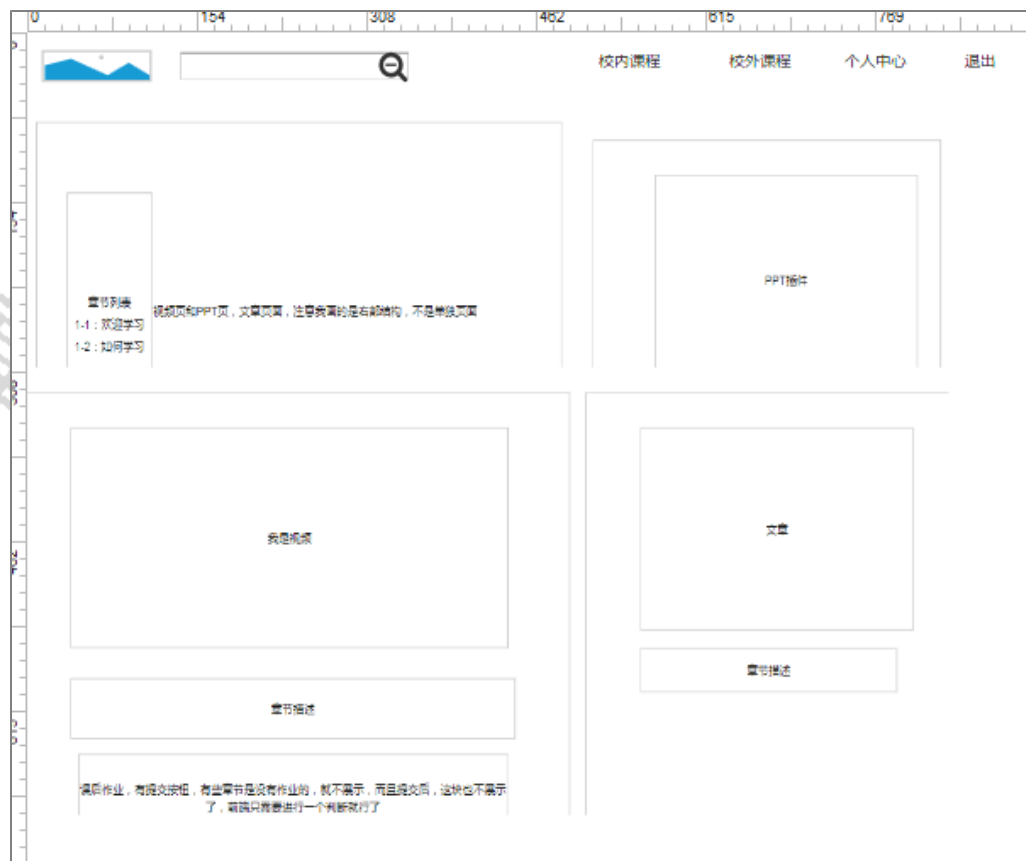 0 154 308 462 615 769
校内课程 校外课程 个人中心 退出
PPT插件
章节列表
1-1：欢迎学习
1-2：如何学习
视频页和PPT页，文章页面，注意我画的是右部结构，不是单独页面
我是视频
文章
章节描述
章节描述
课后作业，有提交按钮，有些章节是没有作业的，就不展示，而且提交后，这块也不展示
了，前端只需要进行一个判断就行了